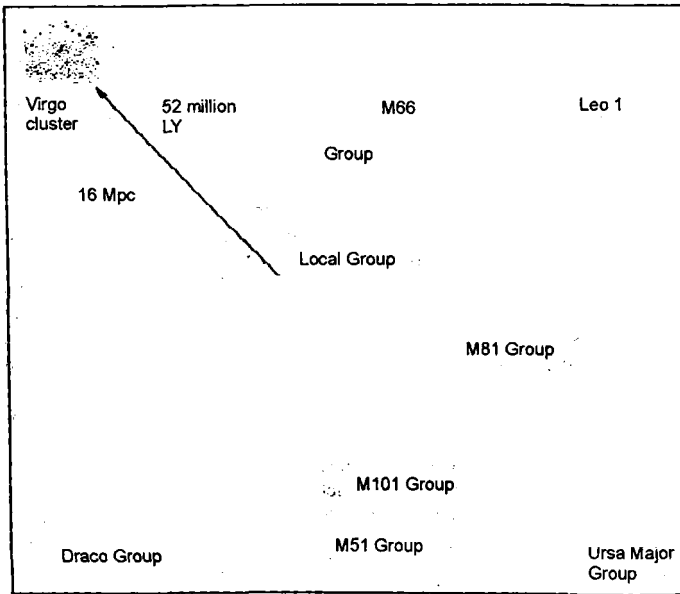 Virgo
cluster
52 million
LY
M66
Leo 1
Group
16 Mpc
Local Group
M81 Group
M101 Group
M51 Group
Draco Group
Ursa Major
Group